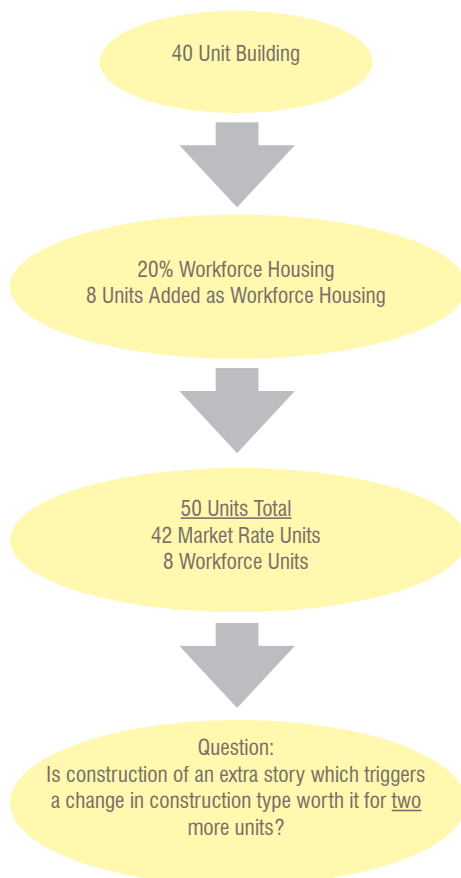 40 Unit Building
20% Workforce Housing
8 Units Added as Workforce Housing
50 Units Total
42 Market Rate Units
8 Workforce Units
Question:
Is construction of an extra story which triggers
a change in construction type worth it for two
more units?